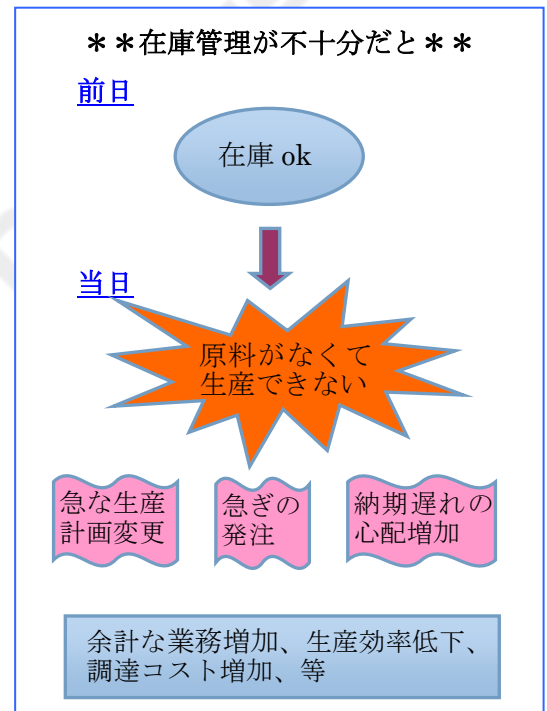 ＊＊在庫管理が不十分だと＊＊
前日
在庫 ok
当日
原料がなくて
生産できない
急な生産
計画変更
急ぎの
発注
納期遅れの
心配増加
余計な業務増加、生産効率低下、
調達コスト増加、等